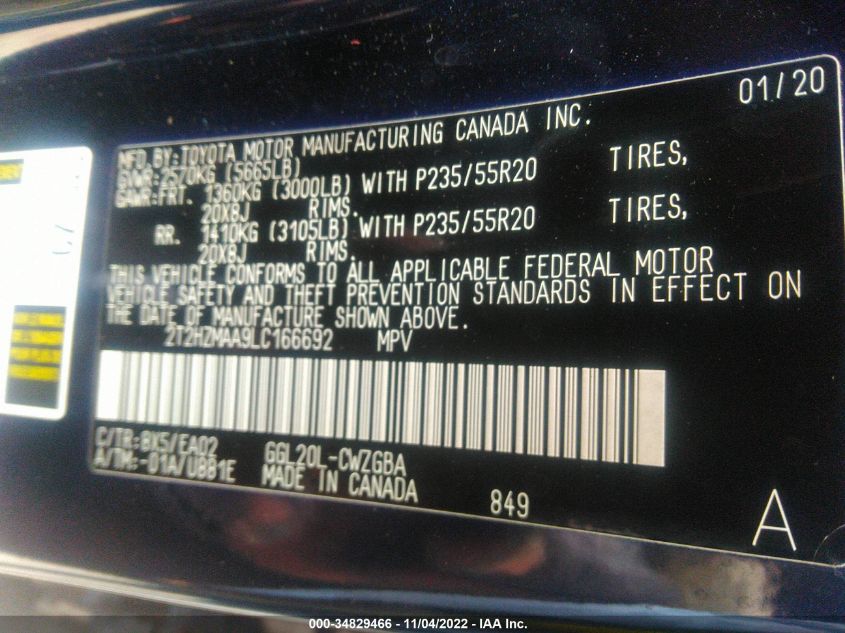 01/20
MFD.BY:TOYOTA MOTOR MANUFACTURING CANADA INC.
GVWR:2570KG (5665LB)
GAWR:FRT. 1360KG (3000LB) WITH P235/55R20 TIRES,
20X8J RIMS.
RR. 1410KG (3105LB) WITH P235/55R20 TIRES,
20X8J RIMS.
THIS VEHICLE CONFORMS TO ALL APPLICABLE FEDERAL MOTOR
VEHICLE SAFETY AND THEFT PREVENTION STANDARDS IN EFFECT ON
THE DATE OF MANUFACTURE SHOWN ABOVE.
2T2HZMAA9LC166692 MPV
C/TR:8X5/EA02 GGL20L-CWZGBA
A/TM:-01A/U881E MADE IN CANADA
849
A
000-34829466 - 11/04/2022 - IAA Inc.